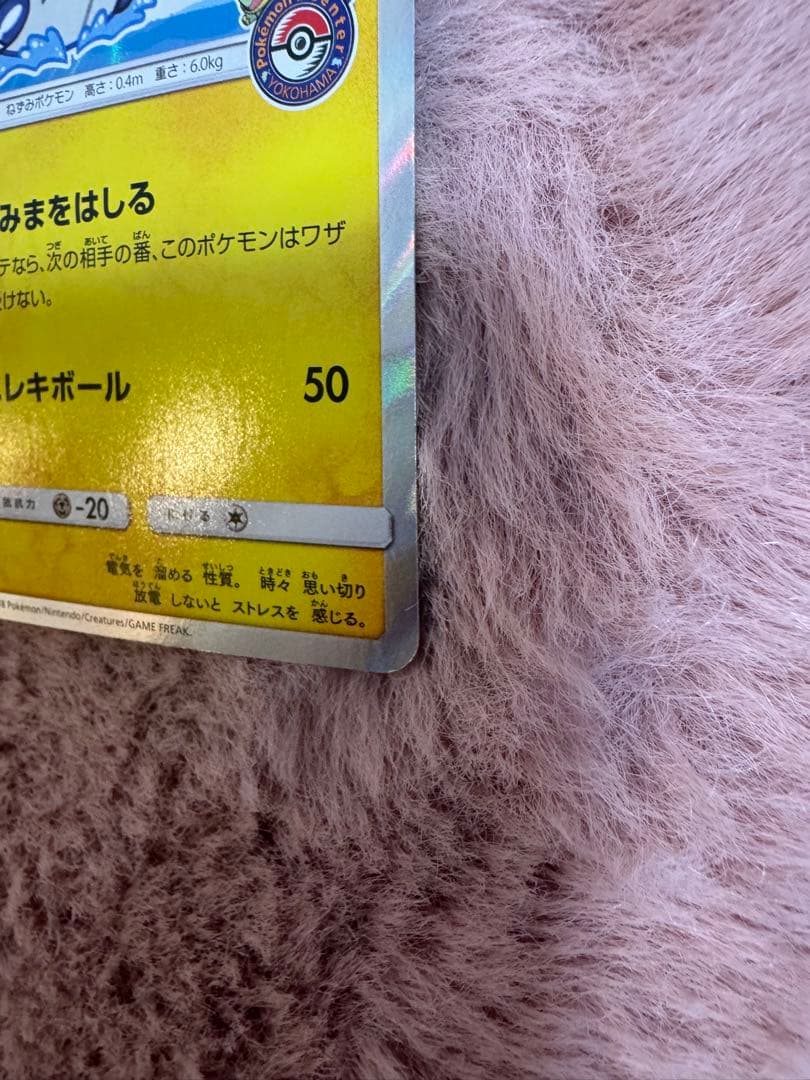 Pokémon Center
YOKOHAMA
ねずみポケモン 高さ:0.4m 重さ:6.0kg
みまをはしる
テなら、次の相手の番、このポケモンはワザ
けない。
レキボール 50
抵抗力 -20 にげる
電気を 溜める 性質。 時々 思い切り
放電 しないと ストレスを 感じる。
8 Pokémon/Nintendo/Creatures/GAME FREAK.